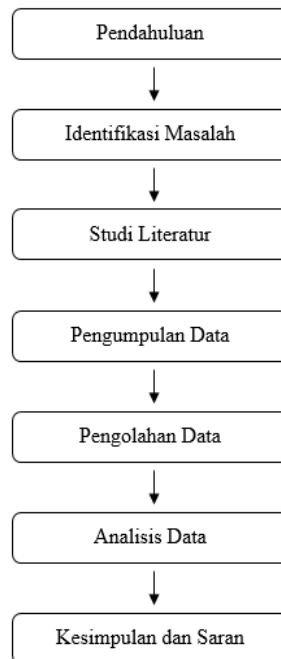 Pendahuluan
Identifikasi Masalah
Studi Literatur
Pengumpulan Data
Pengolahan Data
Analisis Data
Kesimpulan dan Saran